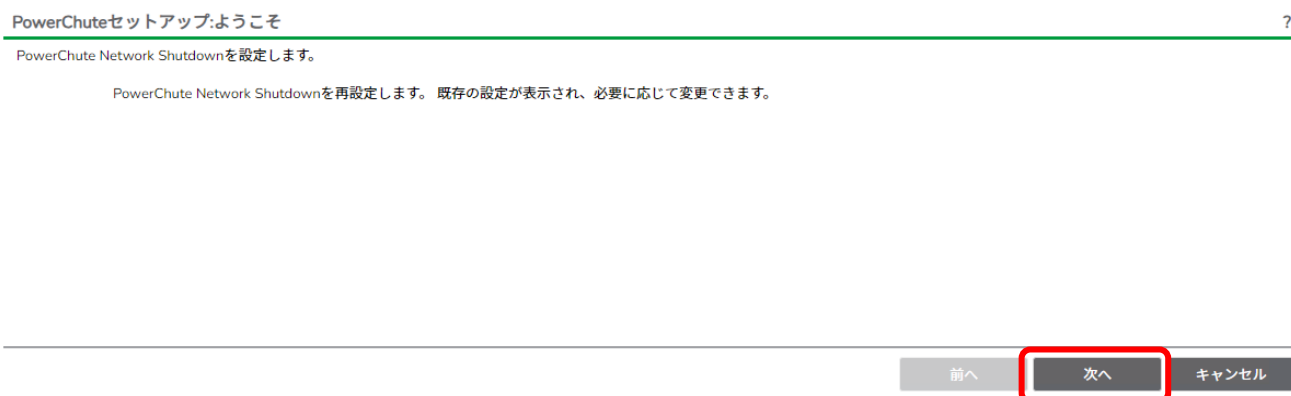 PowerChuteセットアップ:ようこそ
?
PowerChute Network Shutdownを設定します。
PowerChute Network Shutdownを再設定します。 既存の設定が表示され、必要に応じて変更できます。
前へ 次へ キャンセル